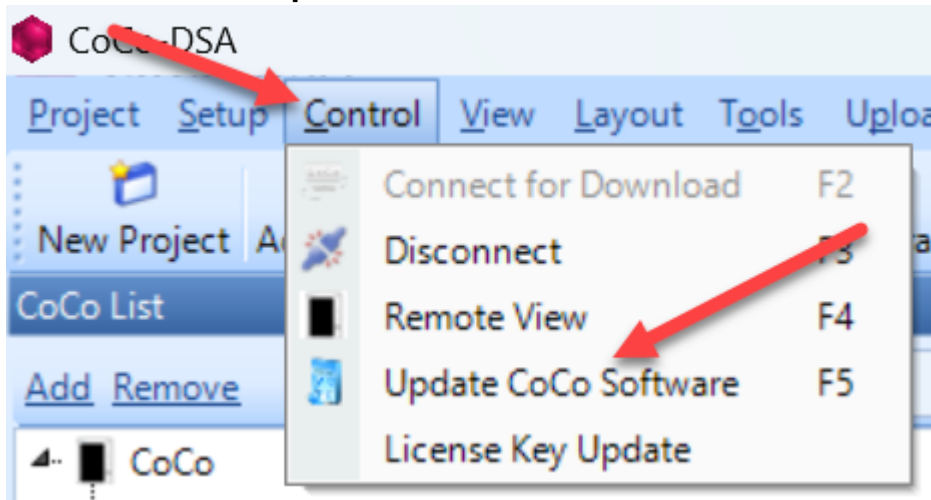 CoCo-DSA
Project Setup Control View Layout Tools
Connect for Download F2
New Project
Disconnect F3
CoCo List
Remote View F4
Add Remove
Update CoCo Software F5
CoCo
License Key Update